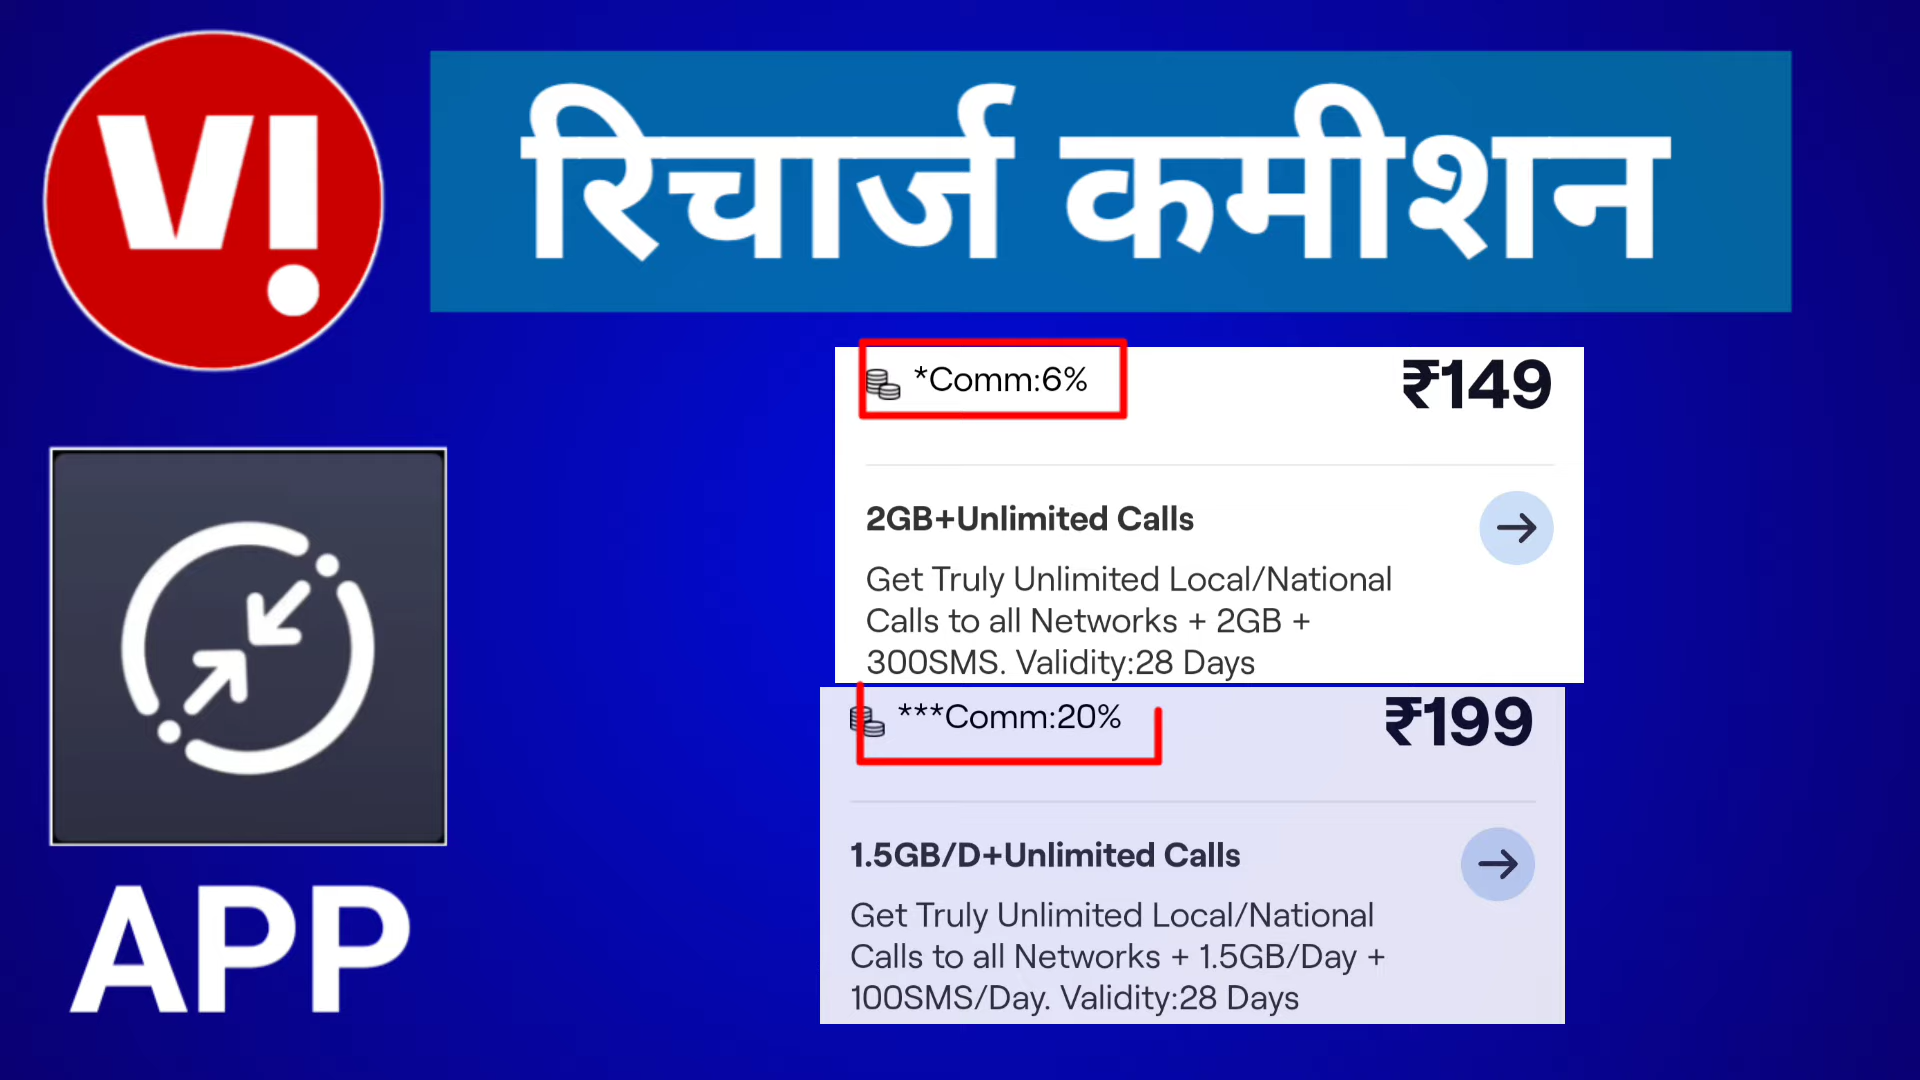 VI
रिचार्ज कमीशन
*Comm:6%
₹149
2GB+Unlimited Calls
Get Truly Unlimited Local/National
Calls to all Networks + 2GB +
300SMS. Validity:28 Days
***Comm:20%
₹199
1.5GB/D+Unlimited Calls
Get Truly Unlimited Local/National
Calls to all Networks + 1.5GB/Day +
100SMS/Day. Validity:28 Days
APP